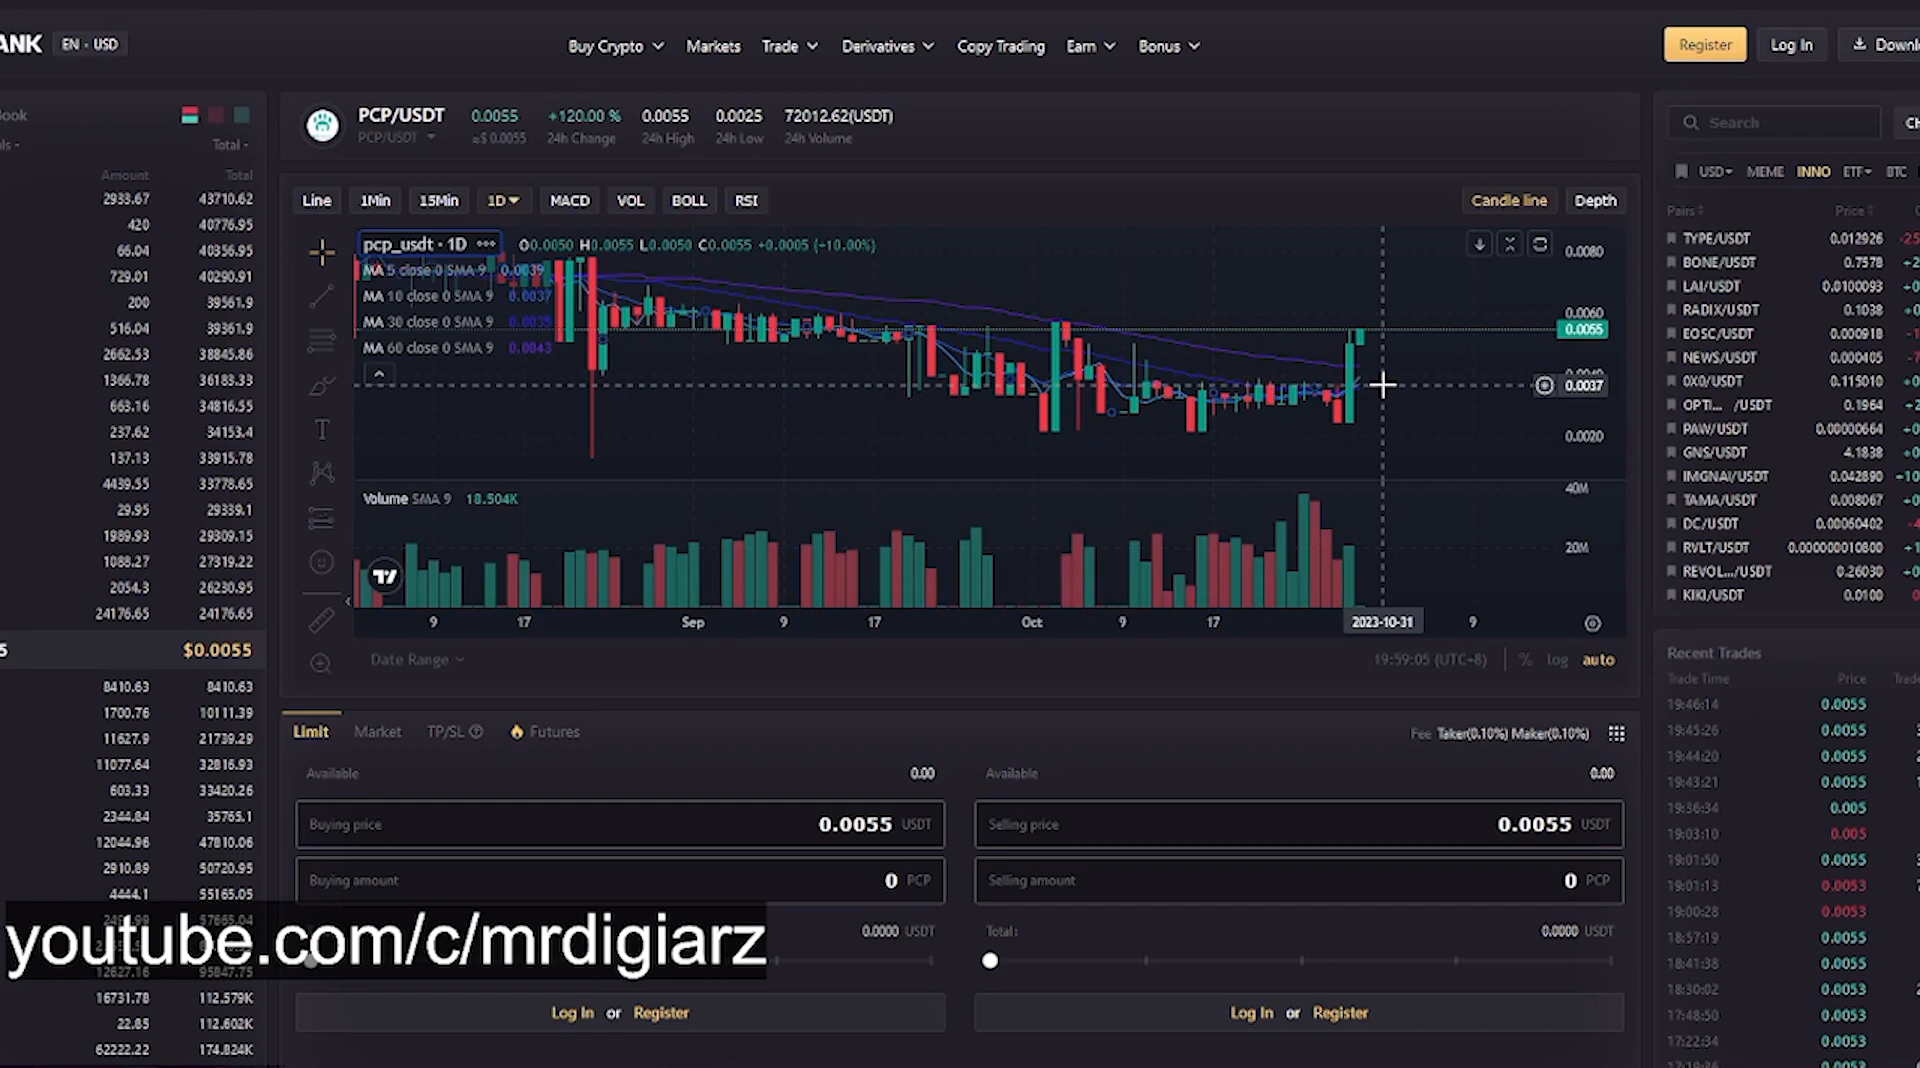 ANK EN - USD Buy Crypto Markets Trade Derivatives Copy Trading Earn Bonus Register Log In
PCP/USDT 0.0055 +120.00 % 0.0055 0.0025 72012.62(USDT)
PCP/USDT ≈$ 0.0055 24h Change 24h High 24h Low 24h Volume
Book
Total
Amount Total
2933.67 43710.62
420 40776.95
66.04 40356.95
729.01 40290.91
200 39561.9
516.04 39361.9
2662.53 38845.86
1366.78 36183.33
663.16 34816.55
237.62 34153.4
137.13 33915.78
4439.55 33778.65
29.95 29339.1
1989.93 29309.15
1088.27 27319.22
2054.3 26230.95
24176.65 24176.65
$0.0055
8410.63 8410.63
1700.76 10111.39
11627.9 21739.29
11077.64 32816.93
603.33 33420.26
2344.84 35765.1
12044.96 47810.06
2910.89 50720.95
4444.1 55165.05
12627.16 95847.75
16731.78 112.579K
22.85 112.602K
62222.22 174.824K
Line 1Min 15Min 1D MACD VOL BOLL RSI Candle line Depth
pcp_usdt · 1D ••• O0.0050 H0.0055 L0.0050 C0.0055 +0.0005 (+10.00%)
MA 5 close 0 SMA 9 0.0039
MA 10 close 0 SMA 9 0.0037
MA 30 close 0 SMA 9 0.0035
MA 60 close 0 SMA 9 0.0043
0.0080
0.0060
0.0055
0.0037
0.0020
Volume SMA 9 18.504K
40M
20M
9 17 Sep 9 17 Oct 9 17 2023-10-31 9
Date Range 19:59:05 (UTC+8) % log auto
Limit Market TP/SL Futures Fee Taker(0.10%) Maker(0.10%)
Available 0.00 Available 0.00
Buying price 0.0055 USDT Selling price 0.0055 USDT
Buying amount 0 PCP Selling amount 0 PCP
0.0000 USDT Total: 0.0000 USDT
youtube.com/c/mrdigiarz
Log In or Register Log In or Register
Search
USD MEME INNO ETF BTC
Pairs Price
TYPE/USDT 0.012926
BONE/USDT 0.7578
LAI/USDT 0.0100093
RADIX/USDT 0.1038
EOSC/USDT 0.000918
NEWS/USDT 0.000405
0X0/USDT 0.115010
OPTI... /USDT 0.1964
PAW/USDT 0.00000664
GNS/USDT 4.1838
IMGNAI/USDT 0.042890
TAMA/USDT 0.008067
DC/USDT 0.00060402
RVLT/USDT 0.000000010800
REVOL.../USDT 0.26030
KIKI/USDT 0.0100
Recent Trades
Trade Time Price
19:46:14 0.0055
19:45:26 0.0055
19:44:20 0.0055
19:43:21 0.0055
19:36:34 0.005
19:03:10 0.005
19:01:50 0.0055
19:01:13 0.0053
19:00:28 0.0053
18:57:19 0.0055
18:41:38 0.0055
18:30:02 0.0053
17:48:50 0.0053
17:22:34 0.0053